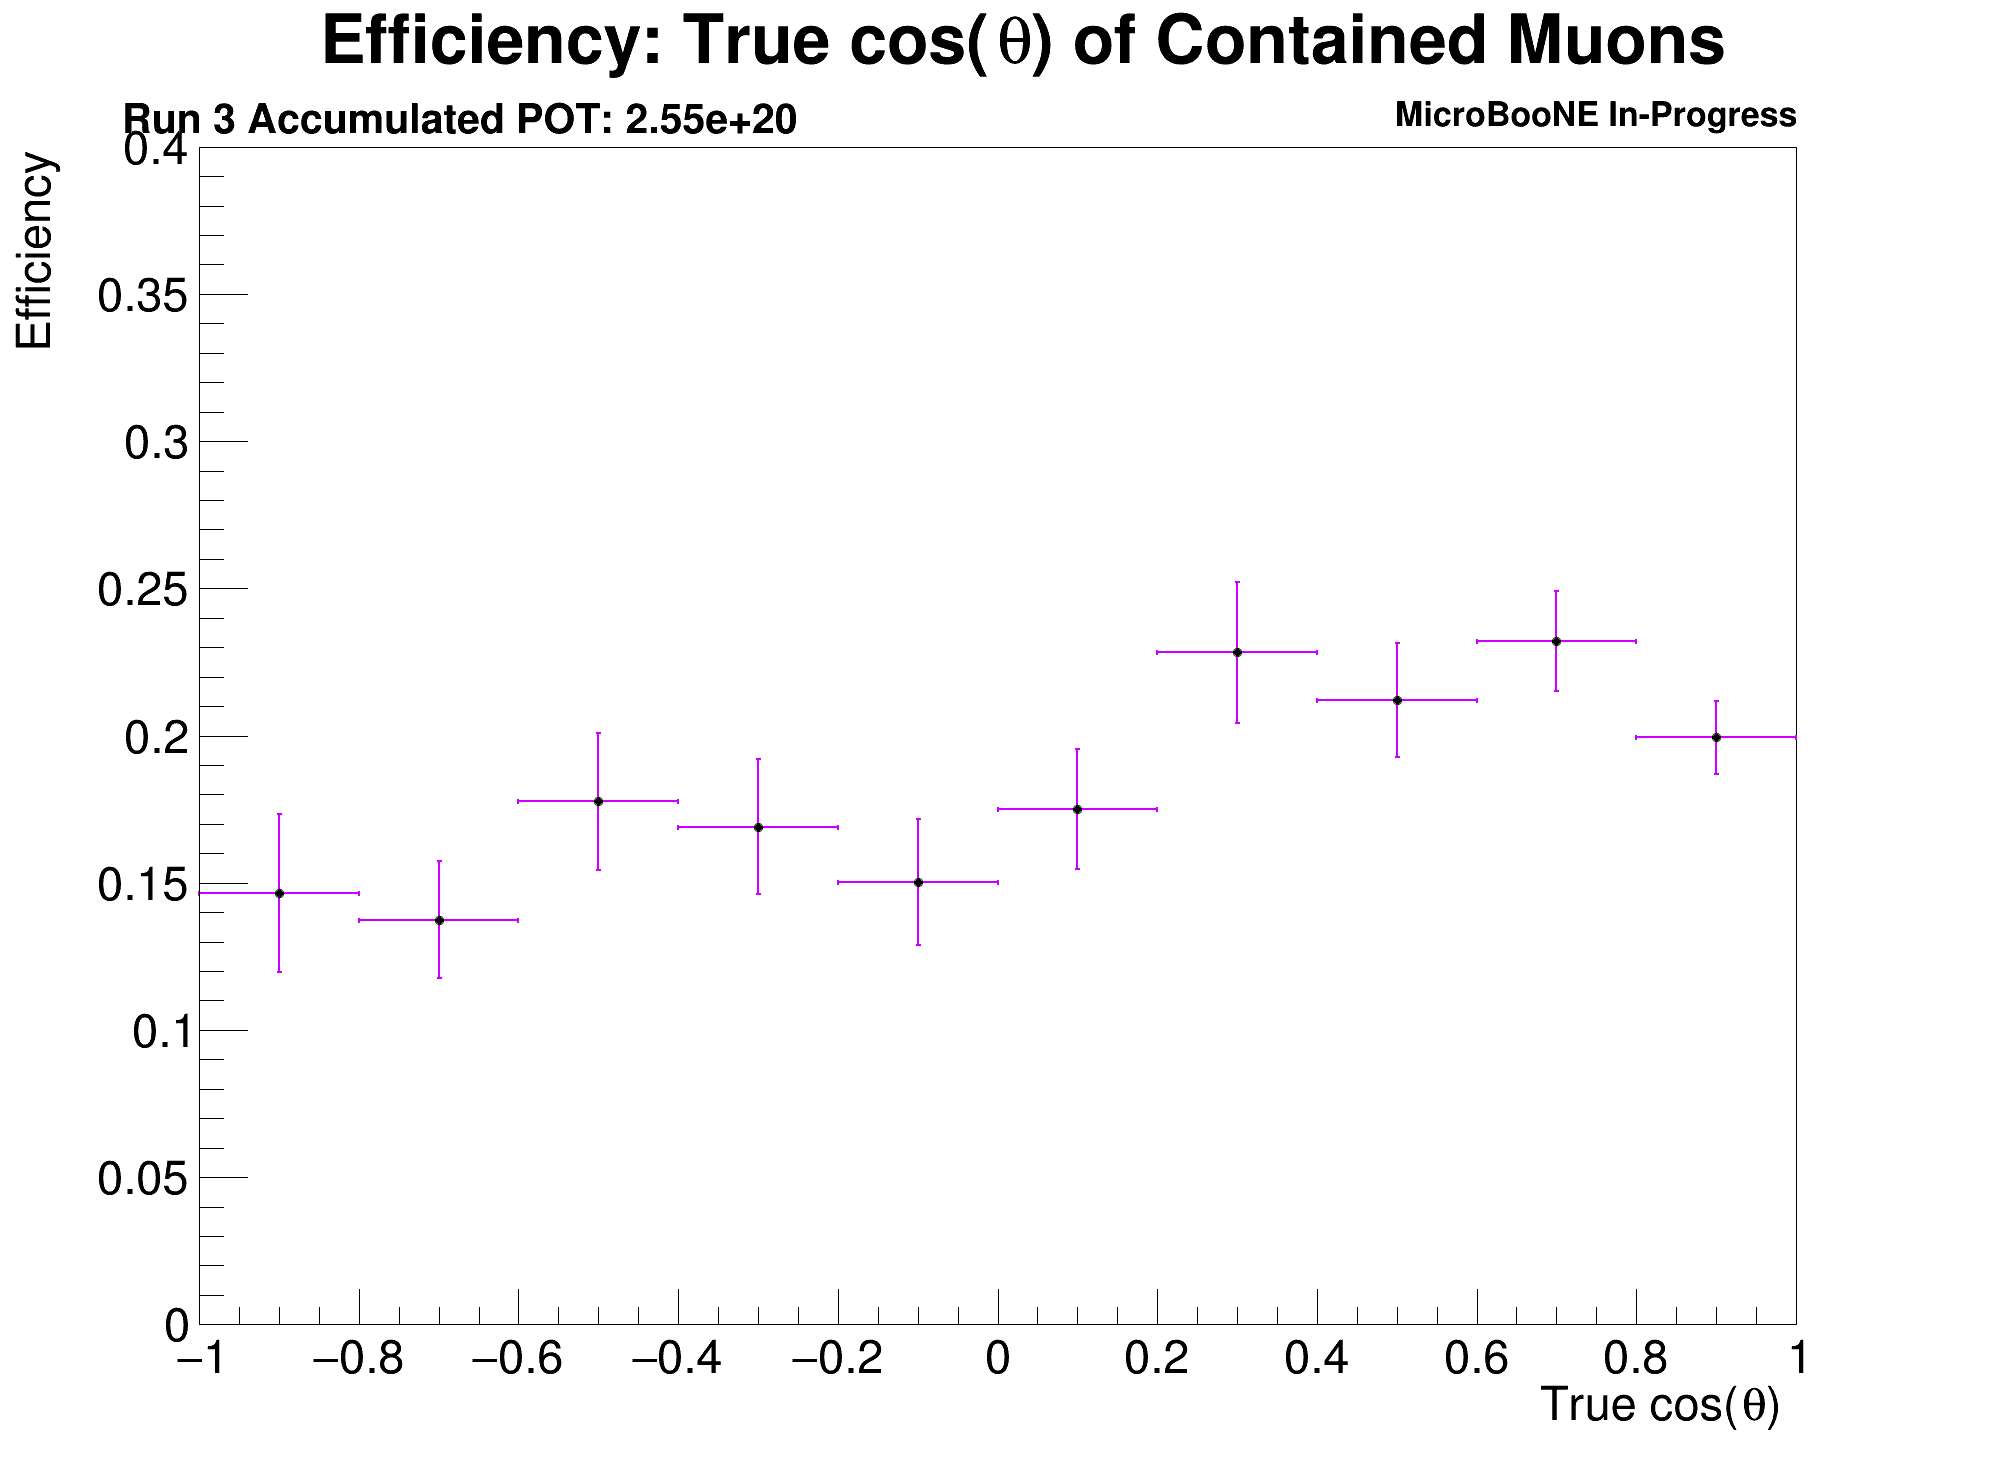 Efficiency: True cos(θ) of Contained Muons
Run 3 Accumulated POT: 2.55e+20
MicroBooNE In-Progress
Efficiency
0.4
0.35
0.3
0.25
0.2
0.15
0.1
0.05
0
−1 −0.8 −0.6 −0.4 −0.2 0 0.2 0.4 0.6 0.8 1
True cos(θ)